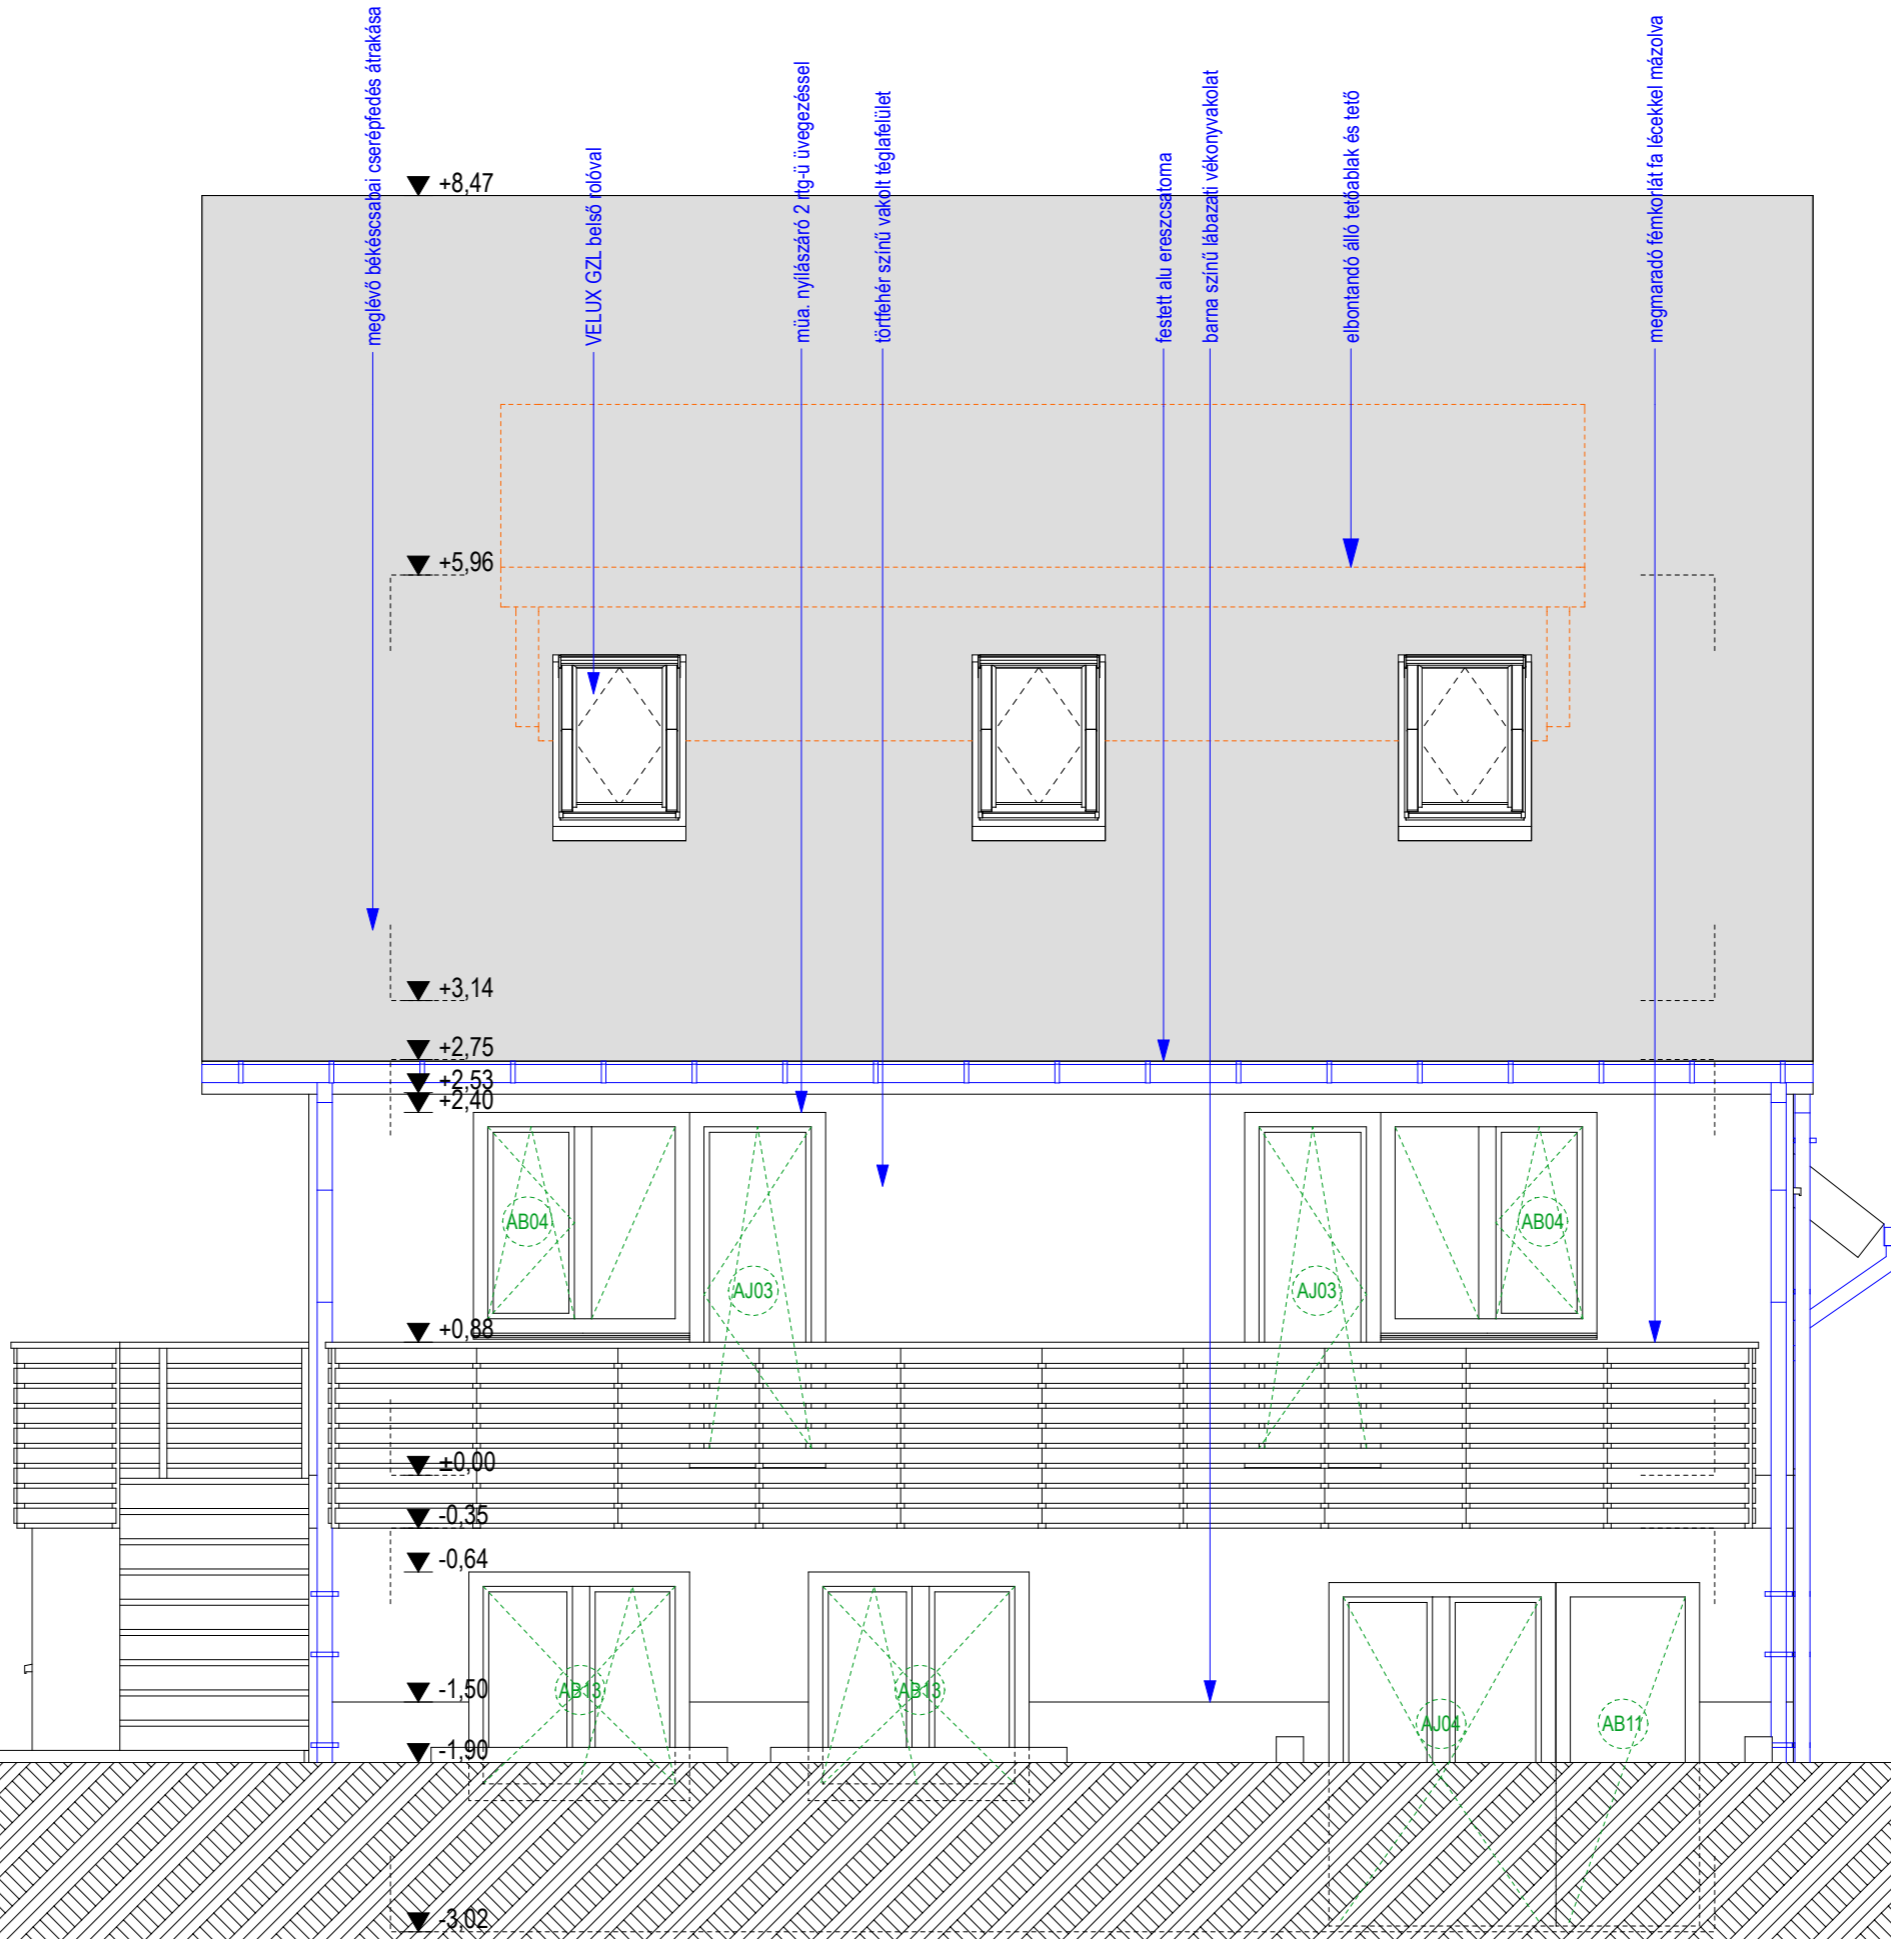 meglévő békéscsabai cserépfedés átrakása
VELUX GZL belső rolóval
műa. nyílászáró 2 rtg-ü üvegezéssel
törtfehér színű vakolt téglafelület
festett alu ereszcsatorna
barna színű lábazati vékonyvakolat
elbontandó álló tetőablak és tető
megmaradó fémkorlát fa lécekkel mázolva
+8,47
+5,96
+3,14
+2,75
+2,53
+2,40
AB04
AB04
AJ03
AJ03
+0,88
±0,00
-0,35
-0,64
AB13
AB13
-1,50
AJ04
AB11
-1,90
-3,02